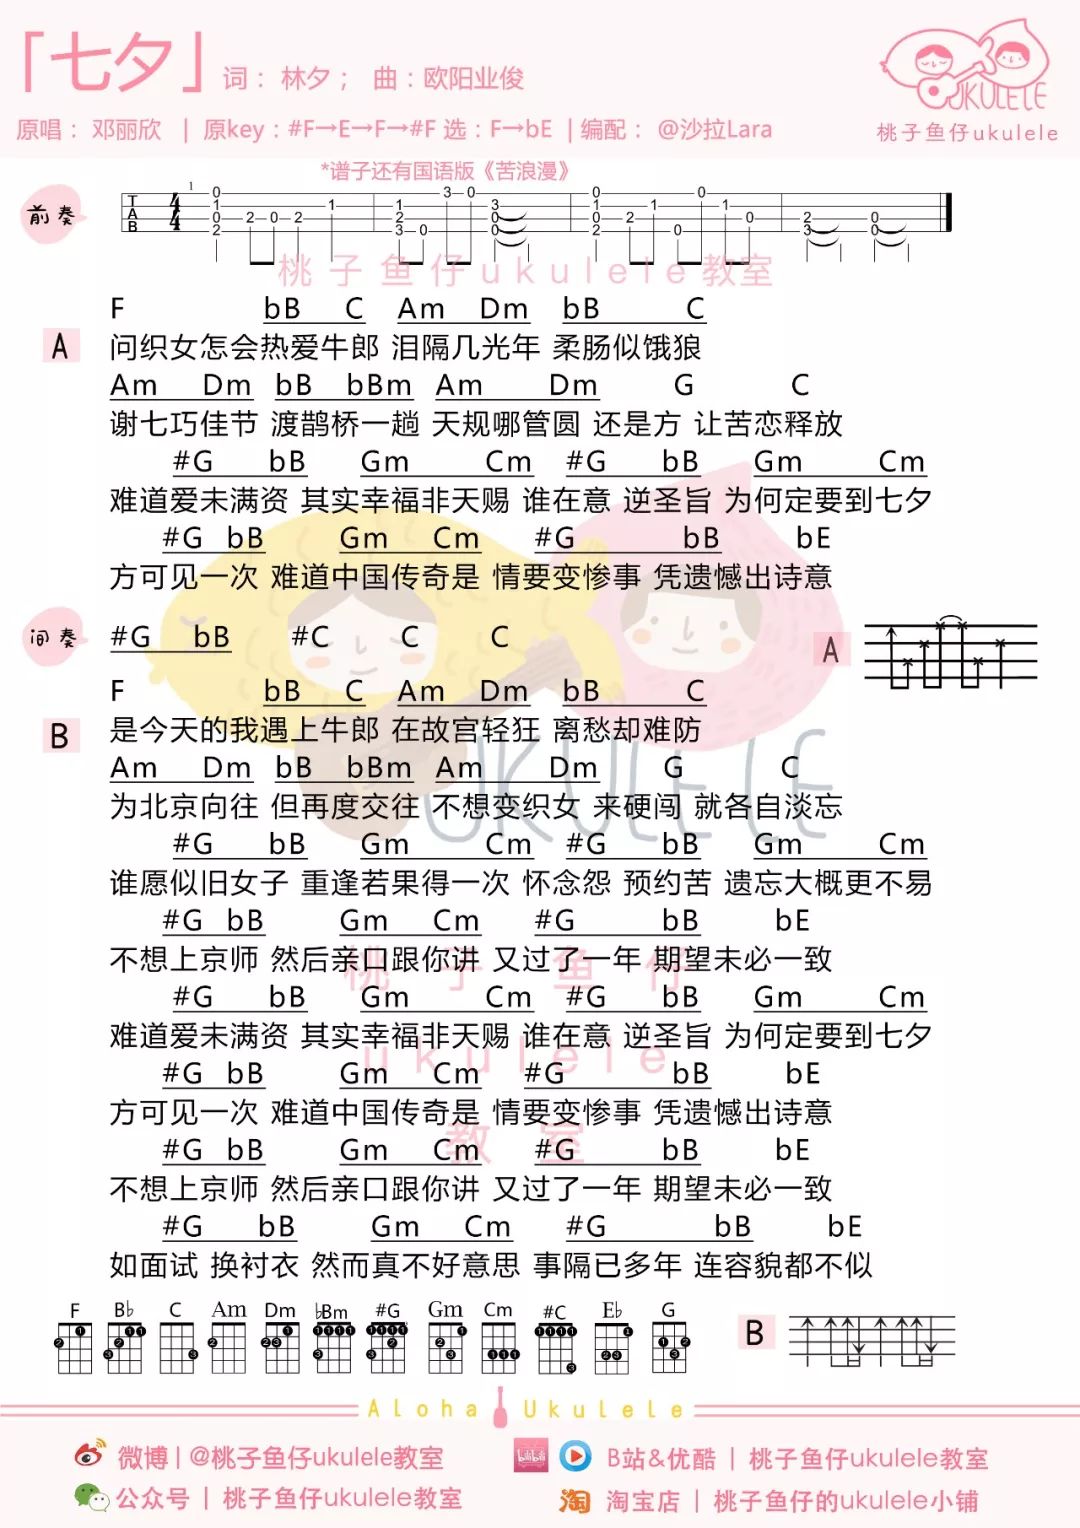 「七夕」 词： 林夕； 曲：欧阳业俊
UKULELE
桃子鱼仔ukulele
原唱： 邓丽欣 | 原key：#F→E→F→#F 选：F→bE | 编配： @沙拉Lara
*谱子还有国语版《苦浪漫》
前奏
桃子鱼仔ukulele教室
F bB C Am Dm bB C
A 问织女怎会热爱牛郎 泪隔几光年 柔肠似饿狼
Am Dm bB bBm Am Dm G C
谢七巧佳节 渡鹊桥一趟 天规哪管圆 还是方 让苦恋释放
#G bB Gm Cm #G bB Gm Cm
难道爱未满资 其实幸福非天赐 谁在意 逆圣旨 为何定要到七夕
#G bB Gm Cm #G bB bE
方可见一次 难道中国传奇是 情要变惨事 凭遗憾出诗意
间奏 #G bB #C C C
A
F bB C Am Dm bB C
B 是今天的我遇上牛郎 在故宫轻狂 离愁却难防
Am Dm bB bBm Am Dm G C
为北京向往 但再度交往 不想变织女 来硬闯 就各自淡忘
UKULELE
#G bB Gm Cm #G bB Gm Cm
谁愿似旧女子 重逢若果得一次 怀念怨 预约苦 遗忘大概更不易
#G bB Gm Cm #G bB bE
不想上京师 然后亲口跟你讲 又过了一年 期望未必一致
桃子鱼仔
#G bB Gm Cm #G bB Gm Cm
难道爱未满资 其实幸福非天赐 谁在意 逆圣旨 为何定要到七夕
ukulele
#G bB Gm Cm #G bB bE
方可见一次 难道中国传奇是 情要变惨事 凭遗憾出诗意
教室
#G bB Gm Cm #G bB bE
不想上京师 然后亲口跟你讲 又过了一年 期望未必一致
#G bB Gm Cm #G bB bE
如面试 换衬衣 然而真不好意思 事隔已多年 连容貌都不似
F B♭ C Am Dm ♭Bm #G Gm Cm #C E♭ G
B
Aloha Ukulele
微博 | @桃子鱼仔ukulele教室
B站&优酷 | 桃子鱼仔ukulele教室
公众号 | 桃子鱼仔ukulele教室
淘 淘宝店 | 桃子鱼仔的ukulele小铺